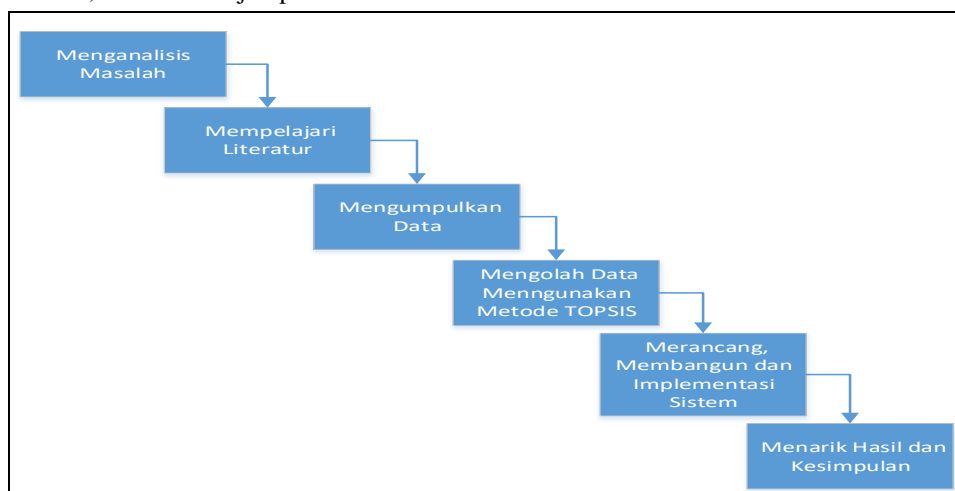 Menganalisis
Masalah
Mempelajari
Literatur
Mengumpulkan
Data
Mengolah Data
Menngunakan
Metode TOPSIS
Merancang,
Membangun dan
Implementasi
Sistem
Menarik Hasil dan
Kesimpulan